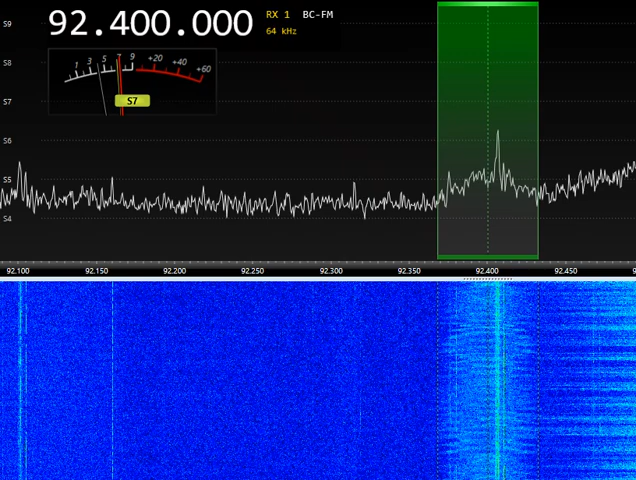 S9
92.400.000
RX 1 BC-FM
64 kHz
S8
1 3 5 7 9 +20 +40 +60
S7
S7
S6
S5
S4
92.100 92.150 92.200 92.250 92.300 92.350 92.400 92.450 9